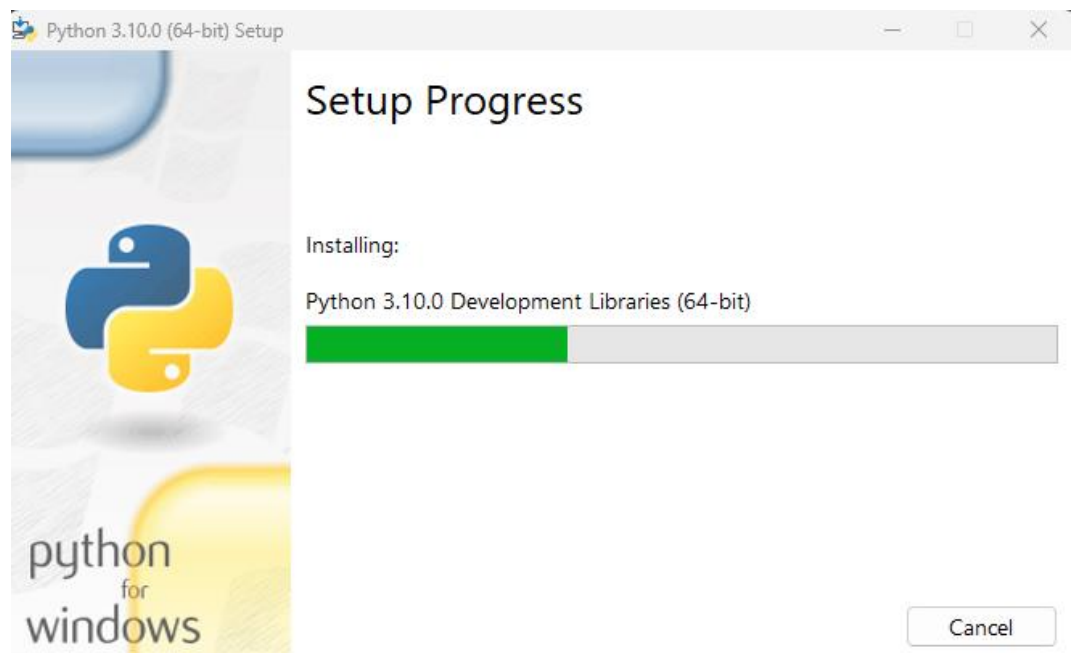 Python 3.10.0 (64-bit) Setup
Setup Progress
Installing:
Python 3.10.0 Development Libraries (64-bit)
python
for
windows
Cancel